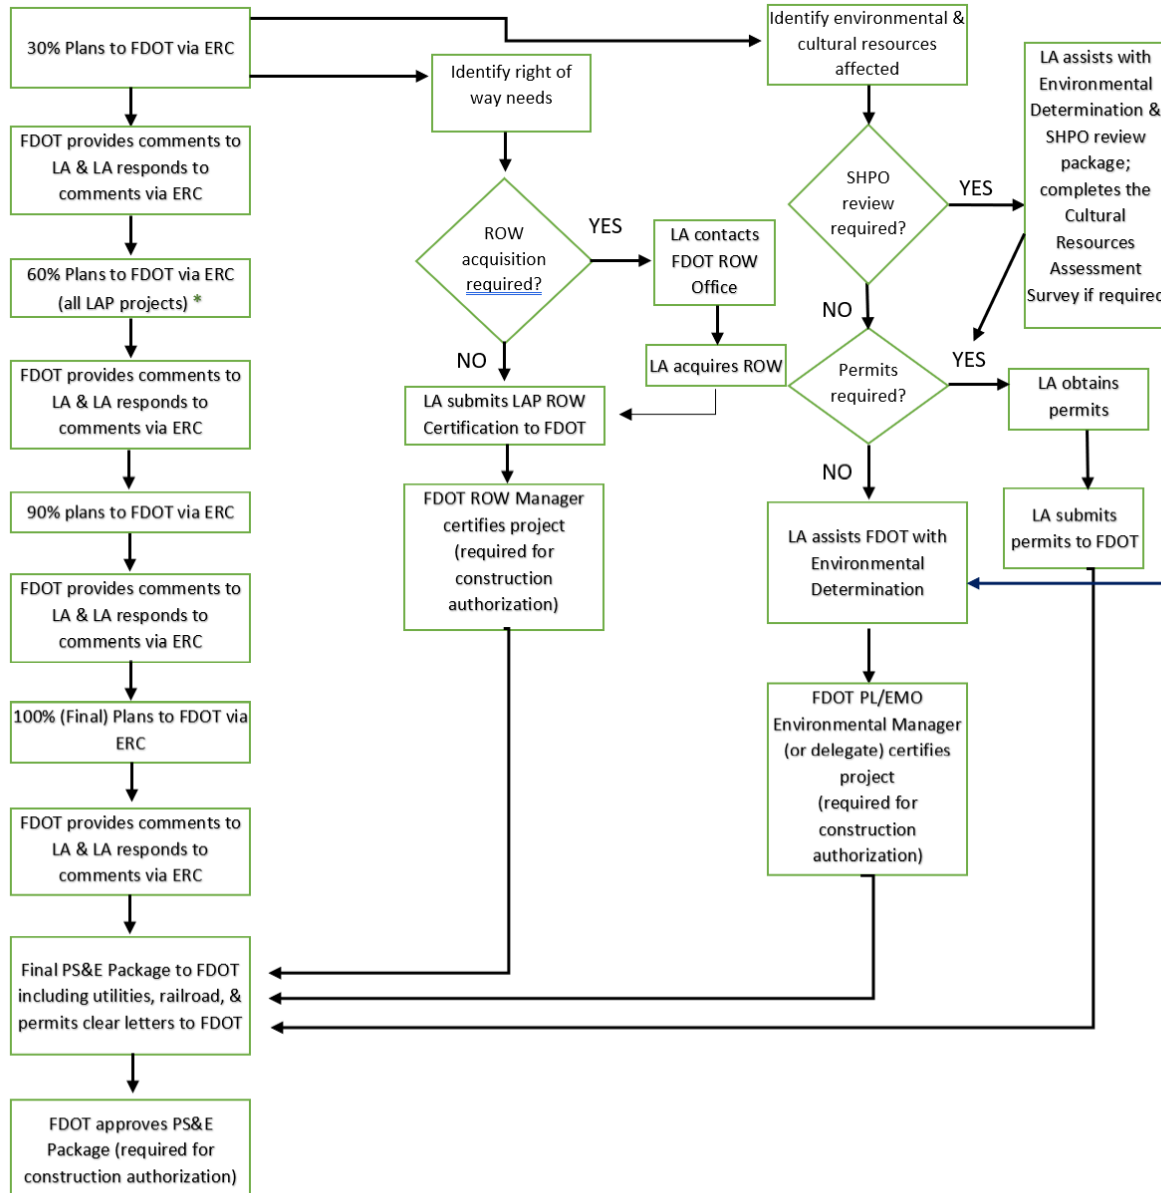 30% Plans to FDOT via ERC
FDOT provides comments to
LA & LA responds to
comments via ERC
60% Plans to FDOT via ERC
(all LAP projects) *
FDOT provides comments to
LA & LA responds to
comments via ERC
90% plans to FDOT via ERC
FDOT provides comments to
LA & LA responds to
comments via ERC
100% (Final) Plans to FDOT via
ERC
FDOT provides comments to
LA & LA responds to
comments via ERC
Final PS&E Package to FDOT
including utilities, railroad, &
permits clear letters to FDOT
FDOT approves PS&E
Package (required for
construction authorization)
Identify right of
way needs
ROW
acquisition
required?
YES
NO
LA contacts
FDOT ROW
Office
LA acquires ROW
LA submits LAP ROW
Certification to FDOT
FDOT ROW Manager
certifies project
(required for
construction
authorization)
Identify environmental &
cultural resources
affected
SHPO
review
required?
YES
NO
LA assists with
Environmental
Determination &
SHPO review
package;
completes the
Cultural
Resources
Assessment
Survey if required
Permits
required?
YES
NO
LA obtains
permits
LA submits
permits to FDOT
LA assists FDOT with
Environmental
Determination
FDOT PL/EMO
Environmental Manager
(or delegate) certifies
project
(required for
construction
authorization)